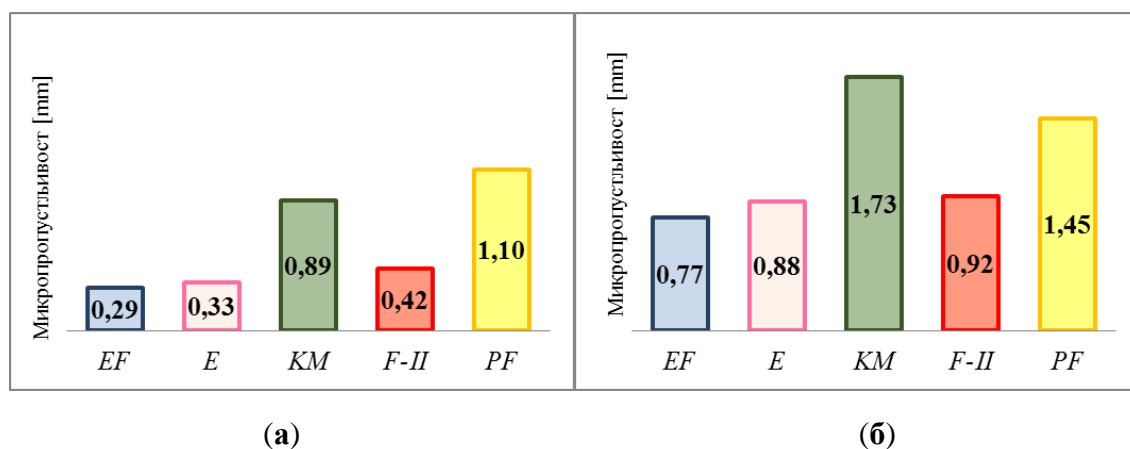 Микропропустљивост [mm]
0,29
0,33
0,89
0,42
1,10
EF E KM F-II PF
Микропропустљивост [mm]
0,77
0,88
1,73
0,92
1,45
EF E KM F-II PF
(а)
(б)